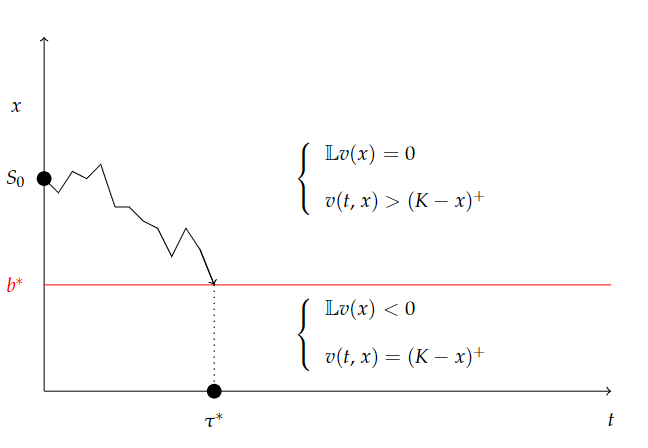 x
S₀
𝕃v(x) = 0
v(t, x) > (K − x)⁺
b*
𝕃v(x) < 0
v(t, x) = (K − x)⁺
τ*
t